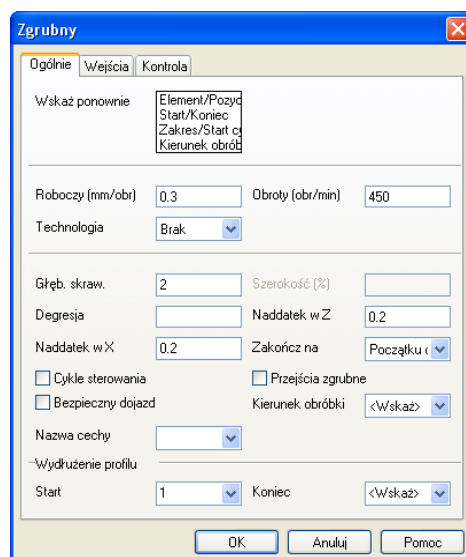 Zgrubny
Ogólnie Wejścia Kontrola
Wskaż ponownie
Element/Pozyc
Start/Koniec
Zakres/Start cy
Kierunek obrób
Roboczy (mm/obr) 0.3 Obroty (obr/min) 450
Technologia Brak
Głęb. skraw. 2 Szerokość (%)
Degresja Naddatek w Z 0.2
Naddatek w X 0.2 Zakończ na Początku c
Cykle sterowania Przejścia zgrubne
Bezpieczny dojazd Kierunek obróbki <Wskaż>
Nazwa cechy
Wydłużenie profilu
Start 1 Koniec <Wskaż>
OK Anuluj Pomoc